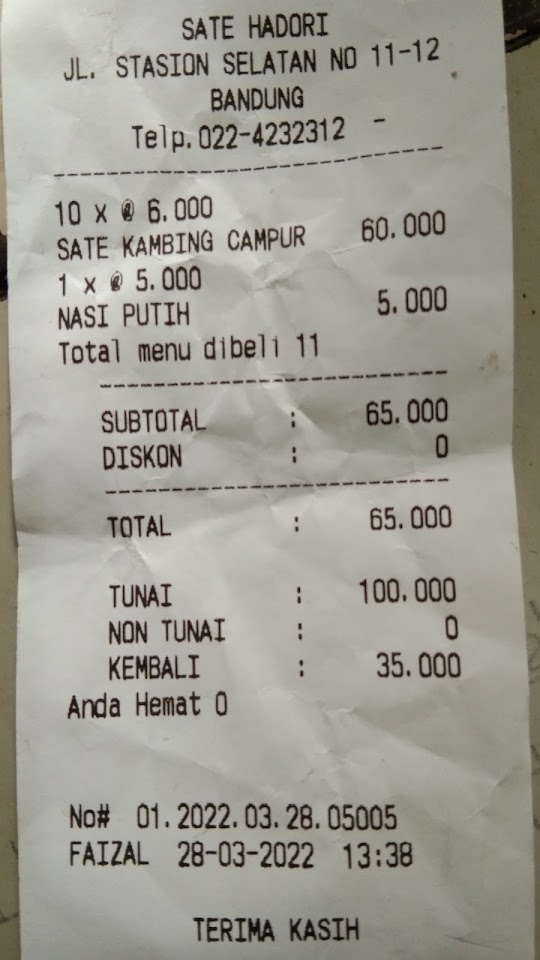 SATE HADORI
JL. STASION SELATAN NO 11-12
BANDUNG
Telp.022-4232312 -
--------------------------------
10 x @ 6.000
SATE KAMBING CAMPUR 60.000
1 x @ 5.000
NASI PUTIH 5.000
Total menu dibeli 11
----------------------------
SUBTOTAL : 65.000
DISKON : 0
----------------------------
TOTAL : 65.000
TUNAI : 100.000
NON TUNAI : 0
KEMBALI : 35.000
Anda Hemat 0
No# 01.2022.03.28.05005
FAIZAL 28-03-2022 13:38
TERIMA KASIH